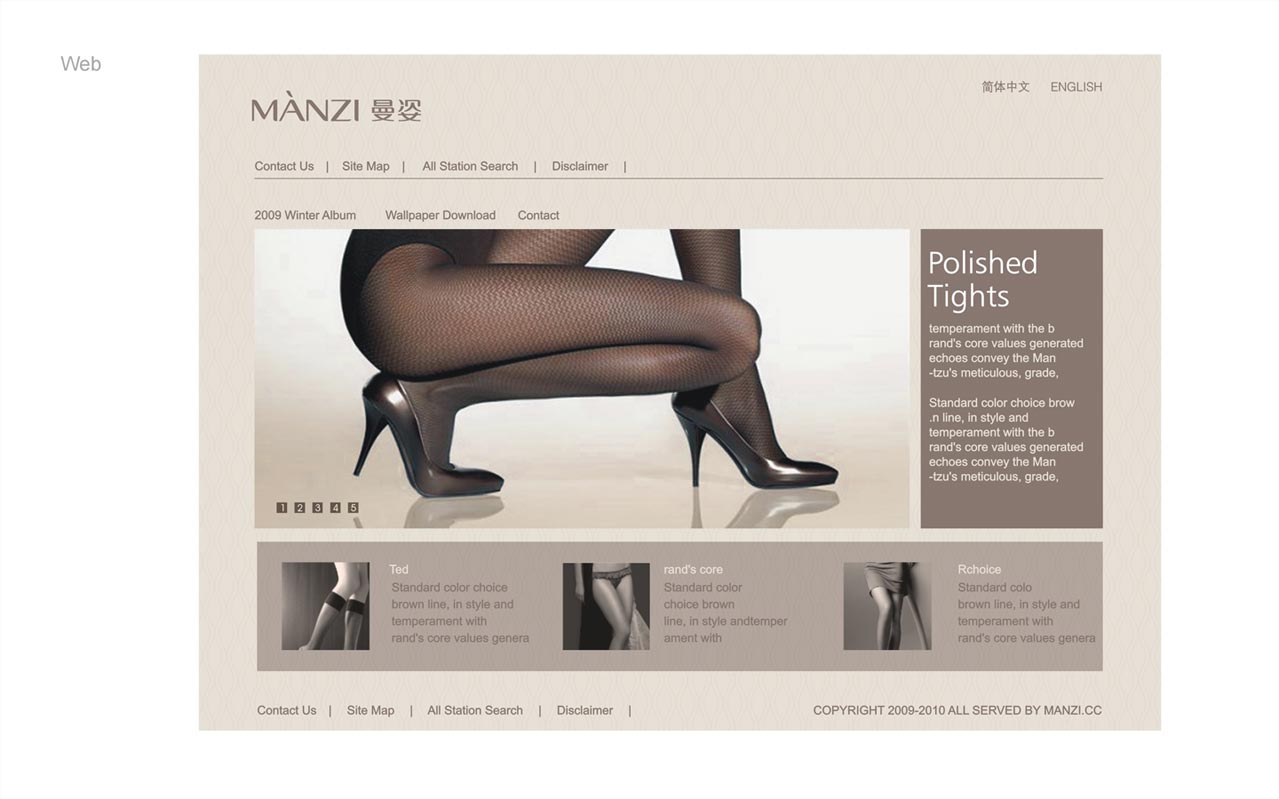 Web
简体中文 ENGLISH
MÀNZI 曼姿
Contact Us | Site Map | All Station Search | Disclaimer |
2009 Winter Album Wallpaper Download Contact
Polished
Tights
temperament with the b
rand's core values generated
echoes convey the Man
-tzu's meticulous, grade,
Standard color choice brow
.n line, in style and
temperament with the b
rand's core values generated
echoes convey the Man
-tzu's meticulous, grade,
1 2 3 4 5
Ted
Standard color choice
brown line, in style and
temperament with
rand's core values genera
rand's core
Standard color
choice brown
line, in style andtemper
ament with
Rchoice
Standard colo
brown line, in style and
temperament with
rand's core values genera
Contact Us | Site Map | All Station Search | Disclaimer |
COPYRIGHT 2009-2010 ALL SERVED BY MANZI.CC